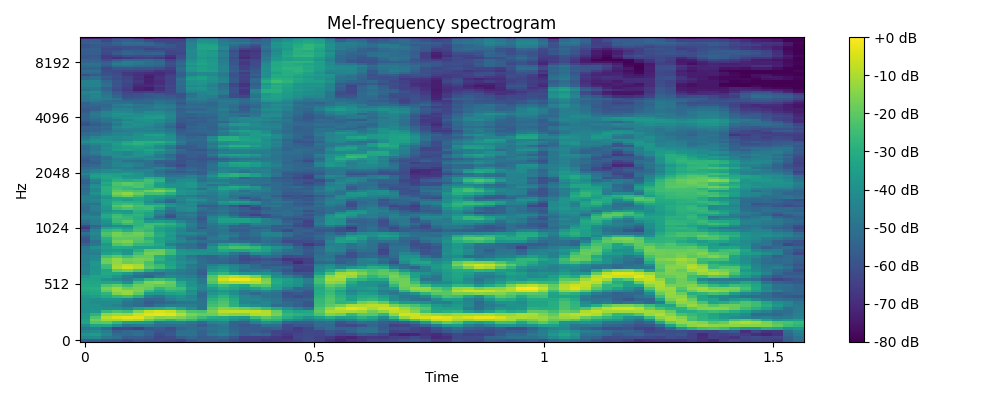 Mel-frequency spectrogram
Hz
8192
4096
2048
1024
512
0
0
0.5
1
1.5
Time
+0 dB
-10 dB
-20 dB
-30 dB
-40 dB
-50 dB
-60 dB
-70 dB
-80 dB